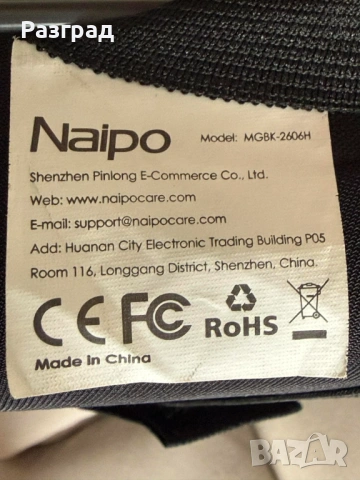 Разград
Naipo Model: MGBK-2606H
Shenzhen Pinlong E-Commerce Co., Ltd.
Web: www.naipocare.com
E-mail: support@naipocare.com
Add: Huanan City Electronic Trading Building P05
Room 116, Longgang District, Shenzhen, China.
CE FC RoHS
Made in China
BAZAR